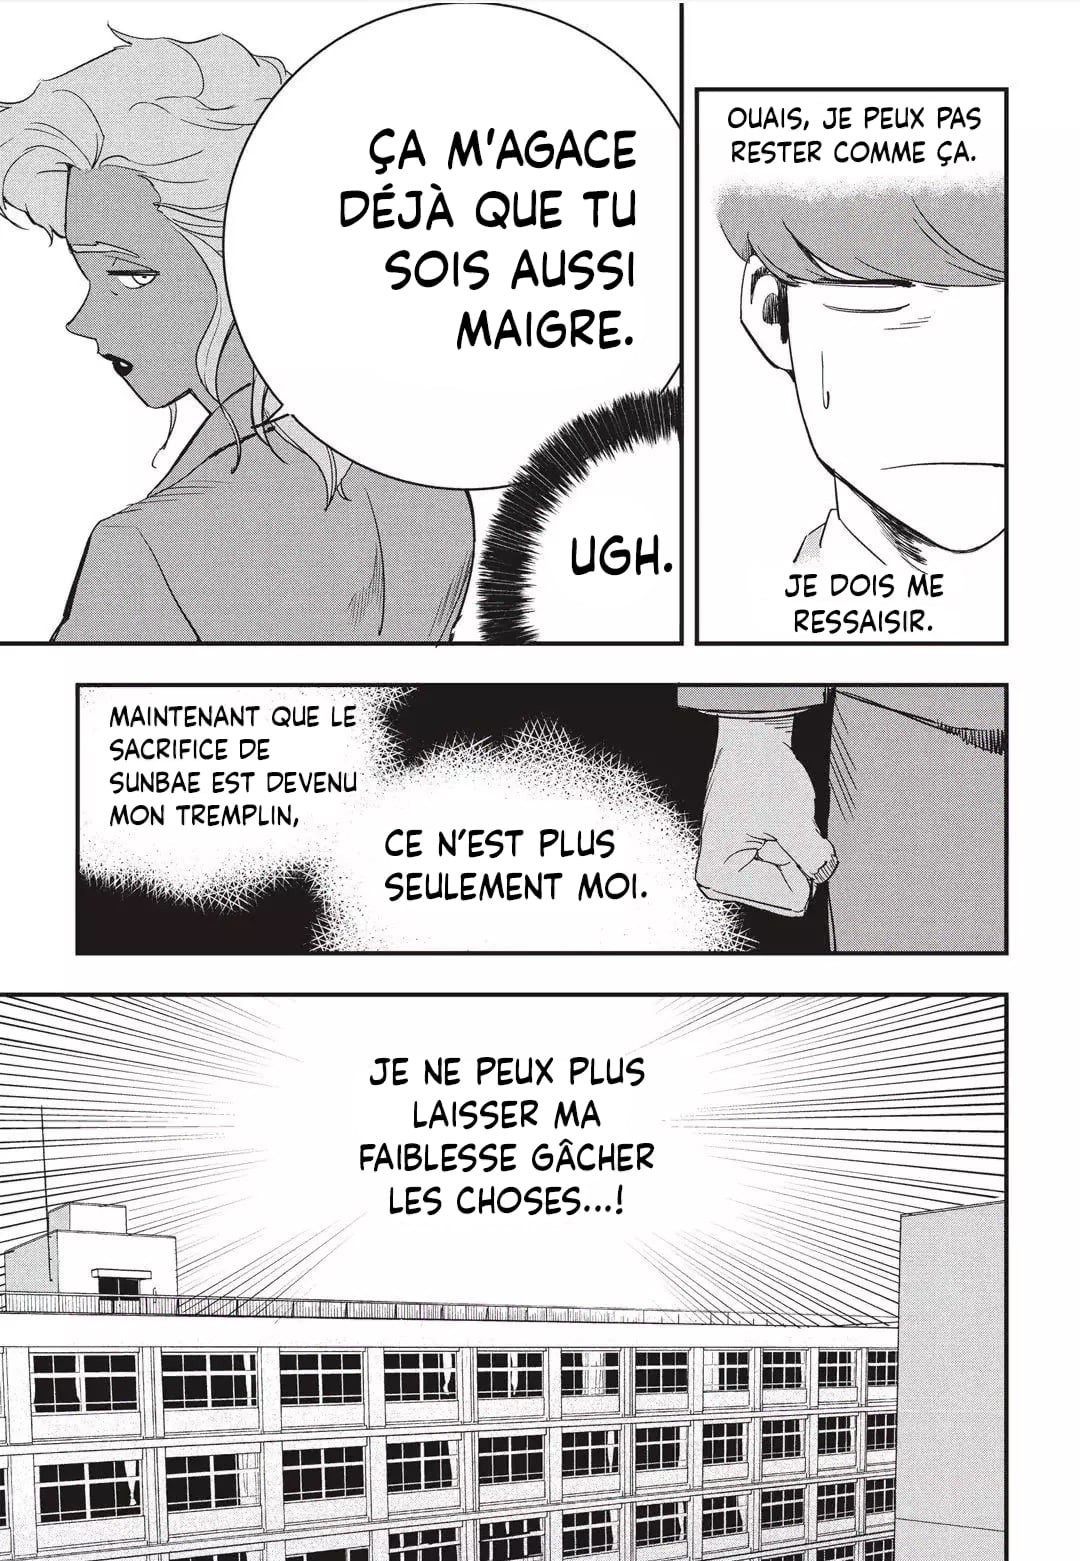 OUAIS, JE PEUX PAS
RESTER COMME ÇA.
JE DOIS ME
RESSAISIR.
ÇA M'AGACE
DÉJÀ QUE TU
SOIS AUSSI
MAIGRE.
UGH.
MAINTENANT QUE LE
SACRIFICE DE
SUNBAE EST DEVENU
MON TREMPLIN,
CE N'EST PLUS
SEULEMENT MOI.
JE NE PEUX PLUS
LAISSER MA
FAIBLESSE GÂCHER
LES CHOSES...!